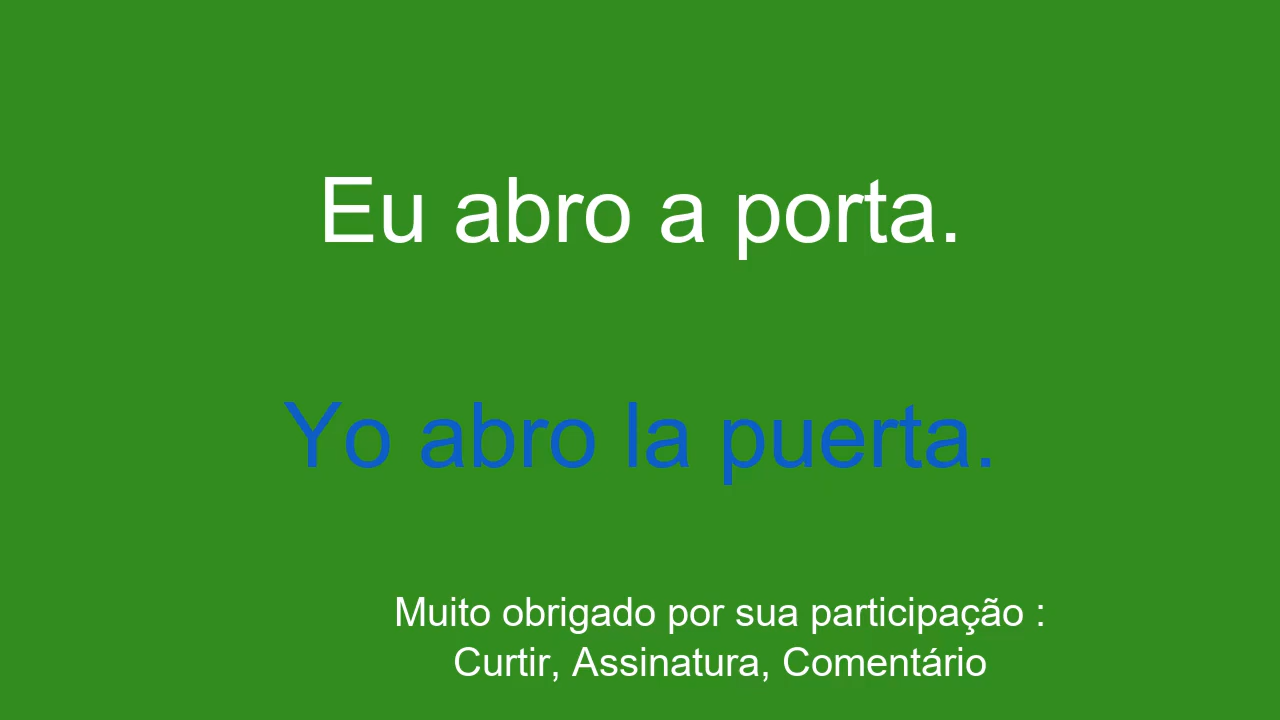 Eu abro a porta.
Yo abro la puerta.
Muito obrigado por sua participação :
Curtir, Assinatura, Comentário